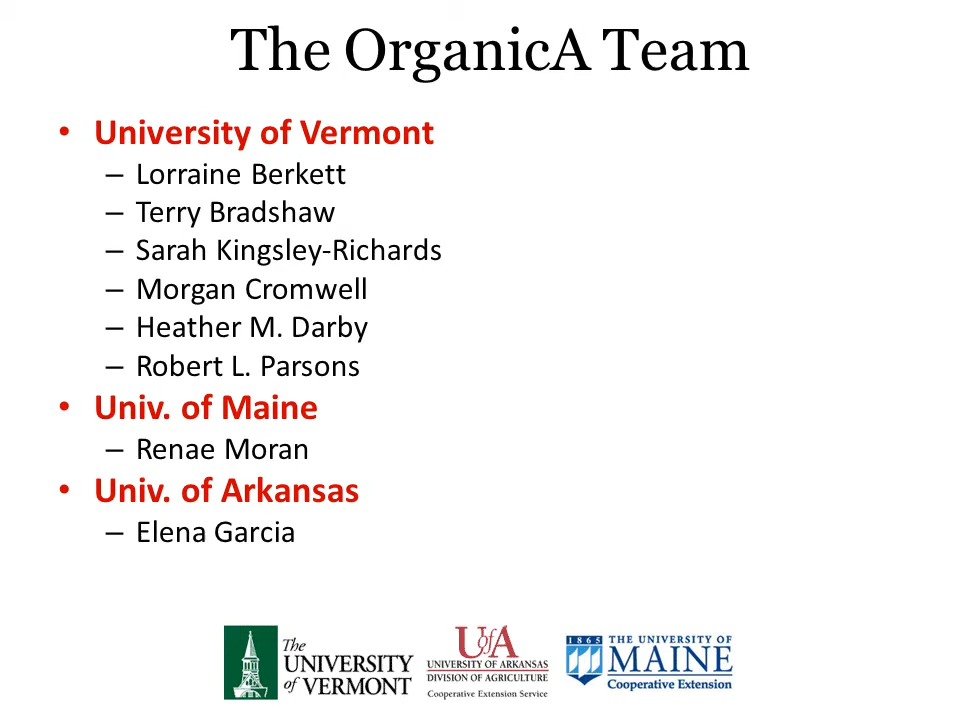 The OrganicA Team
• University of Vermont
– Lorraine Berkett
– Terry Bradshaw
– Sarah Kingsley-Richards
– Morgan Cromwell
– Heather M. Darby
– Robert L. Parsons
• Univ. of Maine
– Renae Moran
• Univ. of Arkansas
– Elena Garcia
The
UNIVERSITY
of VERMONT
UofA
UNIVERSITY OF ARKANSAS
DIVISION OF AGRICULTURE
Cooperative Extension Service
1865
THE UNIVERSITY OF
MAINE
Cooperative Extension